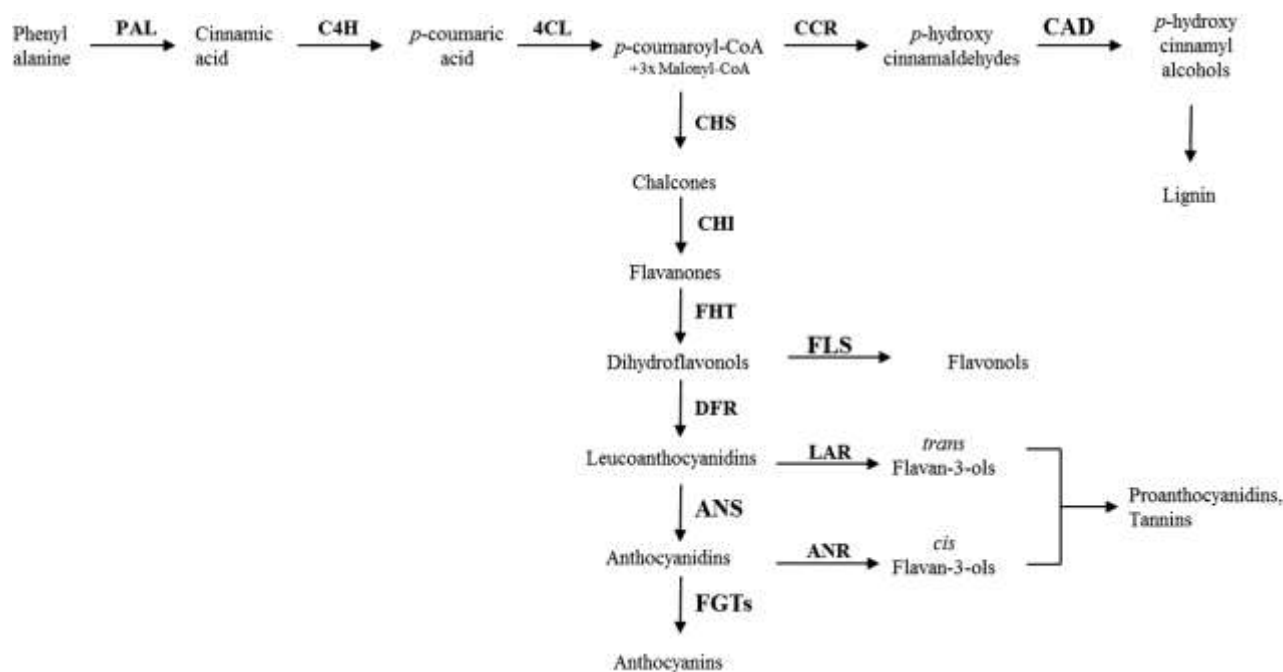 PAL
C4H
4CL
CCR
CAD
Phenyl
alanine
Cinnamic
acid
p-coumaric
acid
p-coumaroyl-CoA
+3x Malonyl-CoA
p-hydroxy
cinnamaldehydes
p-hydroxy
cinnamyl
alcohols
CHS
Chalcones
Lignin
CHI
Flavanones
FHT
Dihydroflavonols
FLS
Flavonols
DFR
Leucoanthocyanidins
LAR
trans
Flavan-3-ols
Proanthocyanidins,
Tannins
ANS
Anthocyanidins
ANR
cis
Flavan-3-ols
FGTs
Anthocyanins